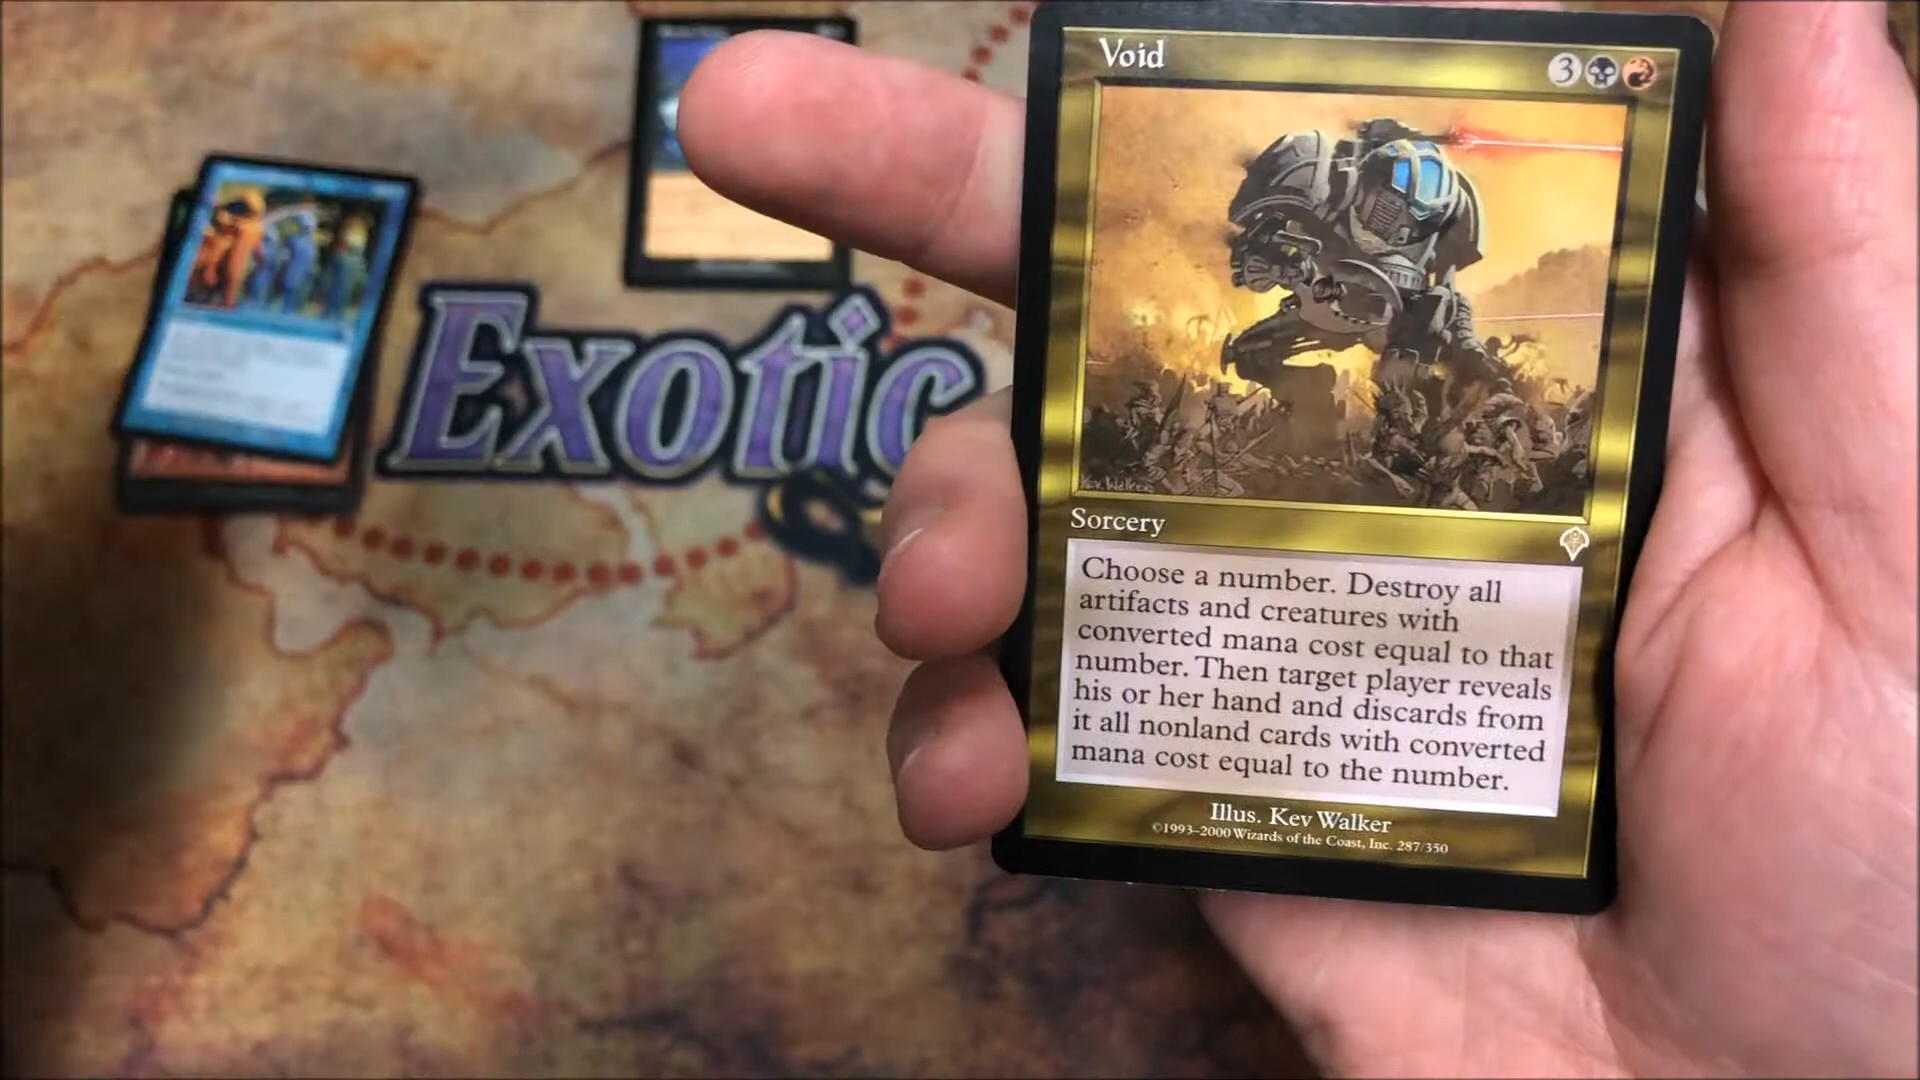 Exotic
Void
3
Kev. Walker
Sorcery
Choose a number. Destroy all
artifacts and creatures with
converted mana cost equal to that
number. Then target player reveals
his or her hand and discards from
it all nonland cards with converted
mana cost equal to the number.
Illus. Kev Walker
©1993–2000 Wizards of the Coast, Inc. 287/350